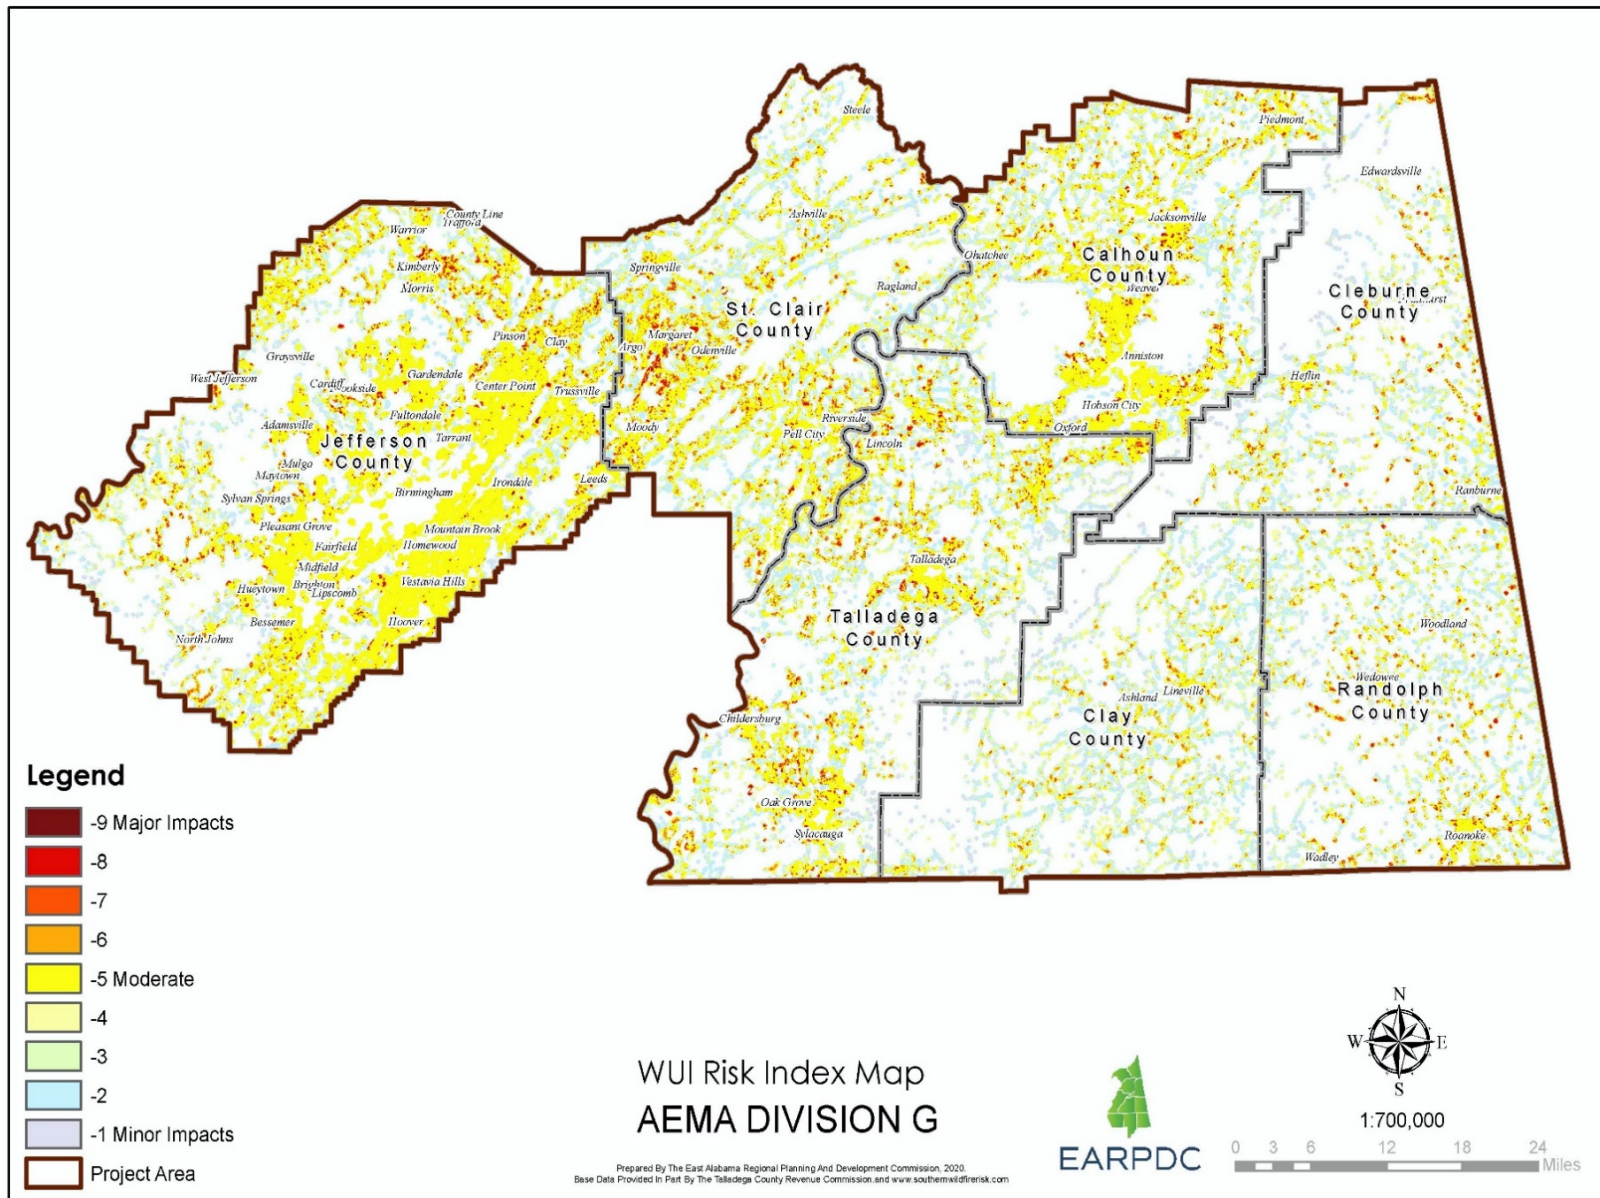 Steele
Piedmont
Edwardsville
Ashville
Jacksonville
County Line
Trafford
Warrior
Ohatchee
Calhoun
County
Springville
Kimberly
Morris
Ragland
Weaver
Cleburne
County
St. Clair
County
Pinson
Clay
Margaret
Argo
Odenville
Graysville
Anniston
West Jefferson
Cardiff
Gardendale
Center Point
Trussville
Heflin
Hobson City
Fultondale
Adamsville
Tarrant
Jefferson
County
Riverside
Moody
Pell City
Lincoln
Oxford
Mulga
Maytown
Sylvan Springs
Birmingham
Irondale
Leeds
Ranburne
Pleasant Grove
Mountain Brook
Fairfield
Homewood
Talladega
Midfield
Hueytown
Brighton
Lipscomb
Vestavia Hills
Bessemer
Hoover
Talladega
County
Woodland
North Johns
Wedowee
Randolph
County
Ashland
Lineville
Clay
County
Childersburg
Oak Grove
Sylacauga
Roanoke
Wadley
Legend
-9 Major Impacts
-8
-7
-6
-5 Moderate
-4
-3
-2
-1 Minor Impacts
Project Area
WUI Risk Index Map
AEMA DIVISION G
Prepared By The East Alabama Regional Planning And Development Commission, 2020.
Base Data Provided In Part By The Talladega County Revenue Commission.and www.southernwildfirerisk.com
EARPDC
N
W E
S
1:700,000
0 3 6 12 18 24
Miles